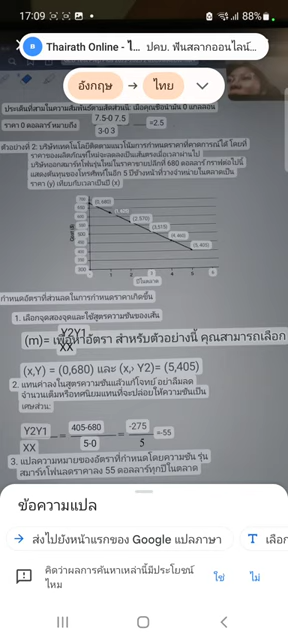 17:09
88%
Thairath Online - ไ... ปคบ. ฟันสลากออนไลน์...
อังกฤษ → ไทย
ประเด็นที่สามในความสัมพันธ์ตามสัดส่วนนี้: เมื่อคุณซื้อน้ำมัน 0 แกลลอน
ราคา 0 ดอลลาร์ หมายถึง
7.5-0 7.5
3-0 3
=2.5
ตัวอย่างที่ 2: บริษัทเทคโนโลยีติดตามแนวโน้มการกำหนดราคาที่คาดการณ์ได้ โดยที่
ราคาของผลิตภัณฑ์ใหม่จะลดลงเป็นเส้นตรงเมื่อเวลาผ่านไป
บริษัทออกสมาร์ทโฟนรุ่นใหม่ในราคาขายปลีกที่ 680 ดอลลาร์ กราฟต่อไปนี้
แสดงต้นทุนของโทรศัพท์ในอีก 5 ปีข้างหน้าที่วางจำหน่ายในตลาดเป็น
ราคา (y) เทียบกับเวลาเป็นปี (x)
(0,680)
(1,625)
(2,570)
(3,515)
(4,460)
(5,405)
ปีในตลาด
กำหนดอัตราที่ส่วนลดในการกำหนดราคาเกิดขึ้น
1. เลือกจุดสองจุดและใช้สูตรความชันของเส้น
Y2Y1
(m)= เพื่อหาอัตรา สำหรับตัวอย่างนี้ คุณสามารถเลือก
XX
(x,Y) = (0,680) และ (x, Y2)= (5,405)
2. แทนค่าลงในสูตรความชันแล้วแก้โจทย์ อย่าลืมลด
จำนวนเต็มหรือทศนิยมแทนที่จะปล่อยให้ความชันเป็น
เศษส่วน:
Y2Y1 = 405-680 = -275 =-55
XX 5-0 5
3. แปลความหมายของอัตราที่กำหนดโดยความชัน รุ่น
สมาร์ทโฟนลดราคาลง 55 ดอลลาร์ทุกปีในตลาด
ข้อความแปล
→ ส่งไปยังหน้าแรกของ Google แปลภาษา
เลือก
คิดว่าผลการค้นหาเหล่านี้มีประโยชน์
ไหม
ใช่ ไม่